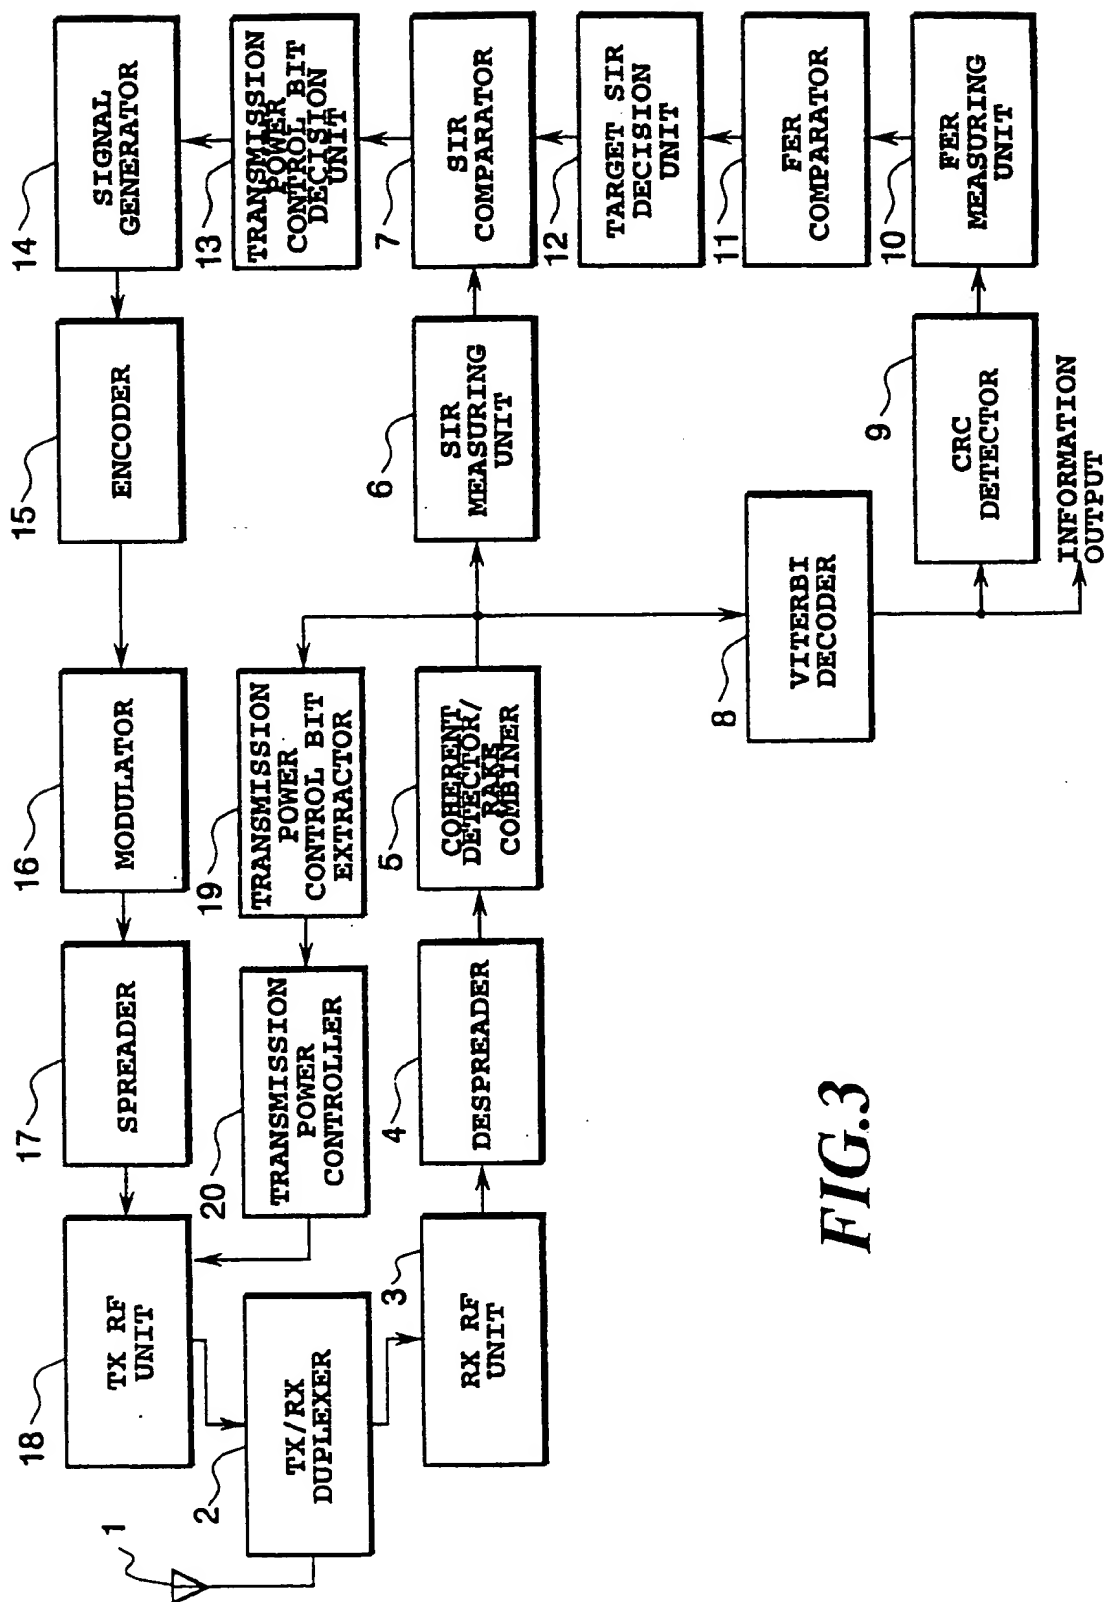 1
2
TX/RX
DUPLEXER
18
TX RF
UNIT
17
SPREADER
16
MODULATOR
15
ENCODER
14
SIGNAL
GENERATOR
20
TRANSMISSION
POWER
CONTROLLER
19
TRANSMISSION
POWER
CONTROL BIT
EXTRACTOR
13
TRANSMISSION
POWER
CONTROL BIT
DECISION
UNIT
3
RX RF
UNIT
4
DESPREADER
5
COHERENT
DETECTOR/
RAKE
COMBINER
6
SIR
MEASURING
UNIT
7
SIR
COMPARATOR
12
TARGET SIR
DECISION
UNIT
8
VITERBI
DECODER
11
FER
COMPARATOR
9
CRC
DETECTOR
10
FER
MEASURING
UNIT
INFORMATION
OUTPUT
FIG.3